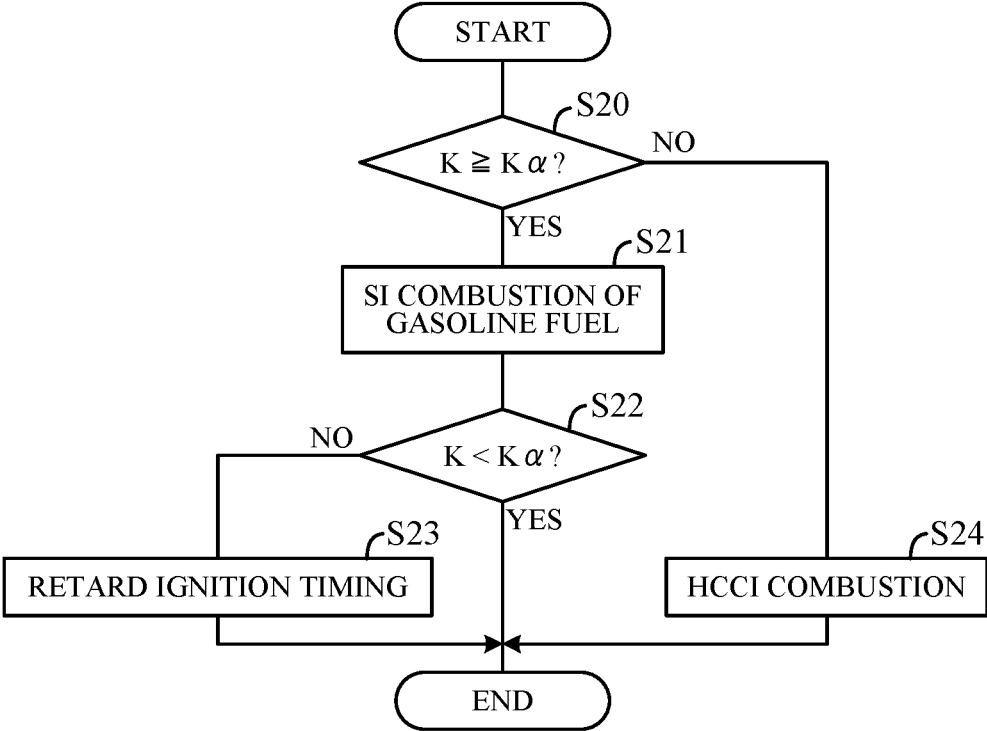 START
S20
K ≧ Kα?
NO
YES
S21
SI COMBUSTION OF
GASOLINE FUEL
S22
K < Kα?
NO
YES
S23
RETARD IGNITION TIMING
S24
HCCI COMBUSTION
END